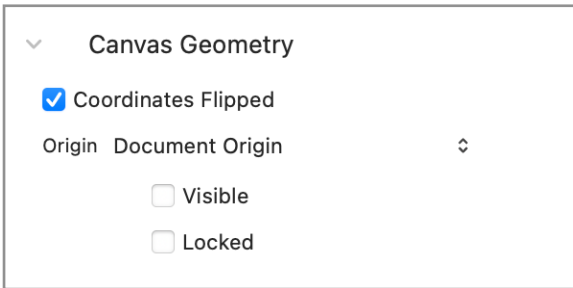 Canvas Geometry
Coordinates Flipped
Origin Document Origin
Visible
Locked